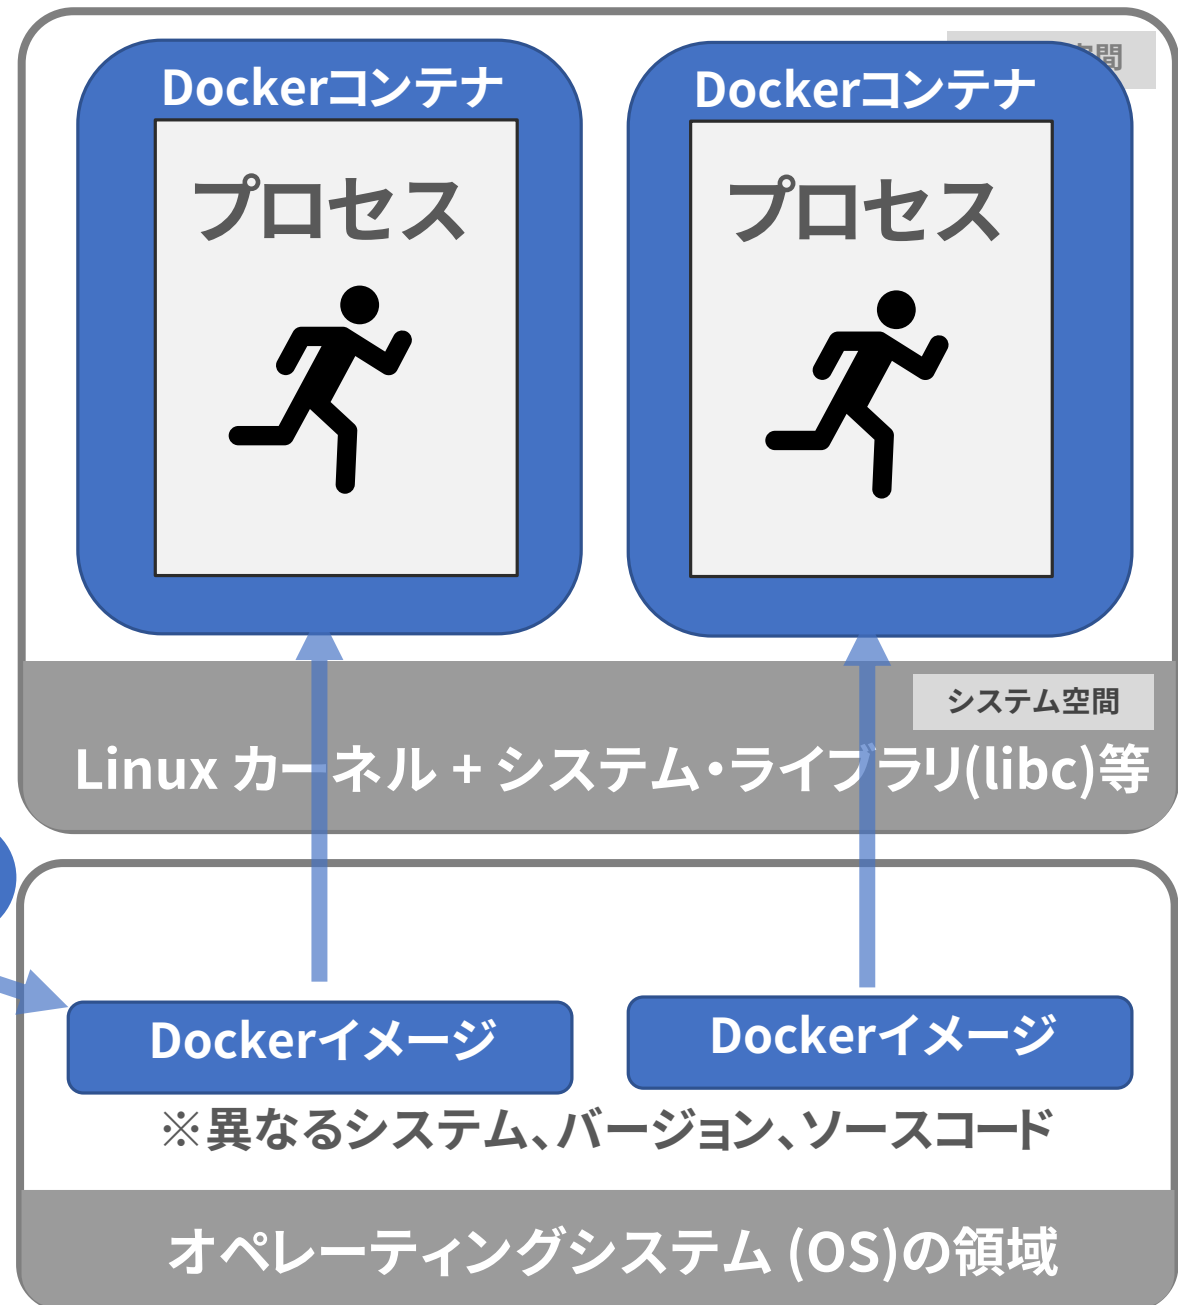 空間
Dockerコンテナ
Dockerコンテナ
プロセス
プロセス
システム空間
Linux カーネル + システム・ライブラリ(libc)等
Dockerイメージ
Dockerイメージ
※異なるシステム、バージョン、ソースコード
オペレーティングシステム (OS)の領域